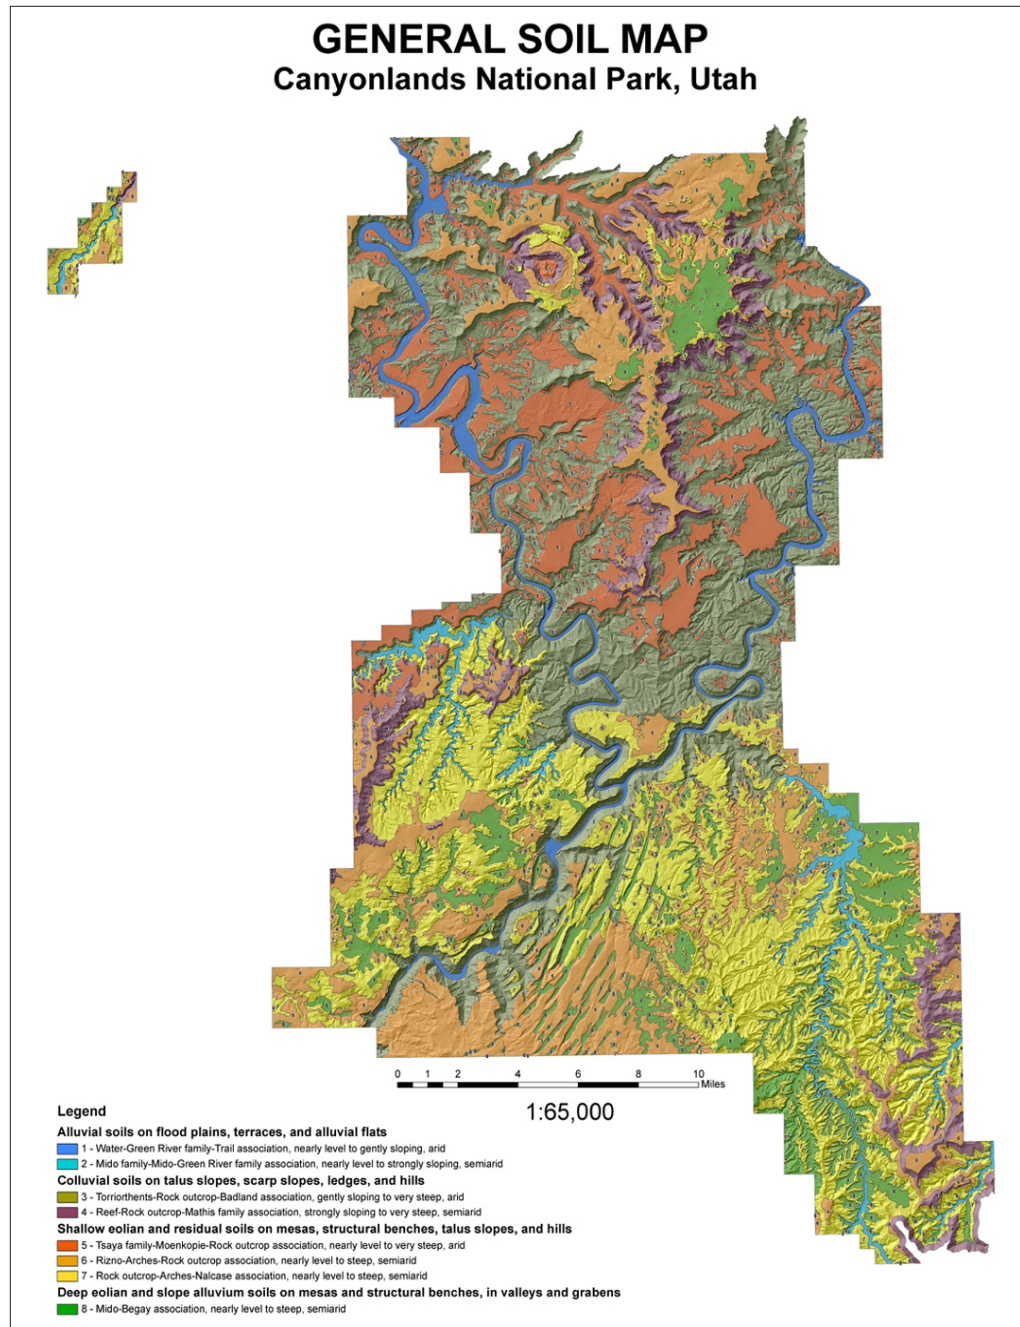 GENERAL SOIL MAP
Canyonlands National Park, Utah
0 1 2 4 6 8 10
Miles
1:65,000
Legend
Alluvial soils on flood plains, terraces, and alluvial flats
1 - Water-Green River family-Trail association, nearly level to gently sloping, arid
2 - Mido family-Mido-Green River family association, nearly level to strongly sloping, semiarid
Colluvial soils on talus slopes, scarp slopes, ledges, and hills
3 - Torriorthents-Rock outcrop-Badland association, gently sloping to very steep, arid
4 - Reef-Rock outcrop-Mathis family association, strongly sloping to very steep, semiarid
Shallow eolian and residual soils on mesas, structural benches, talus slopes, and hills
5 - Tsaya family-Moenkopie-Rock outcrop association, nearly level to very steep, arid
6 - Rizno-Arches-Rock outcrop association, nearly level to steep, semiarid
7 - Rock outcrop-Arches-Nalcase association, nearly level to steep, semiarid
Deep eolian and slope alluvium soils on mesas and structural benches, in valleys and grabens
8 - Mido-Begay association, nearly level to steep, semiarid